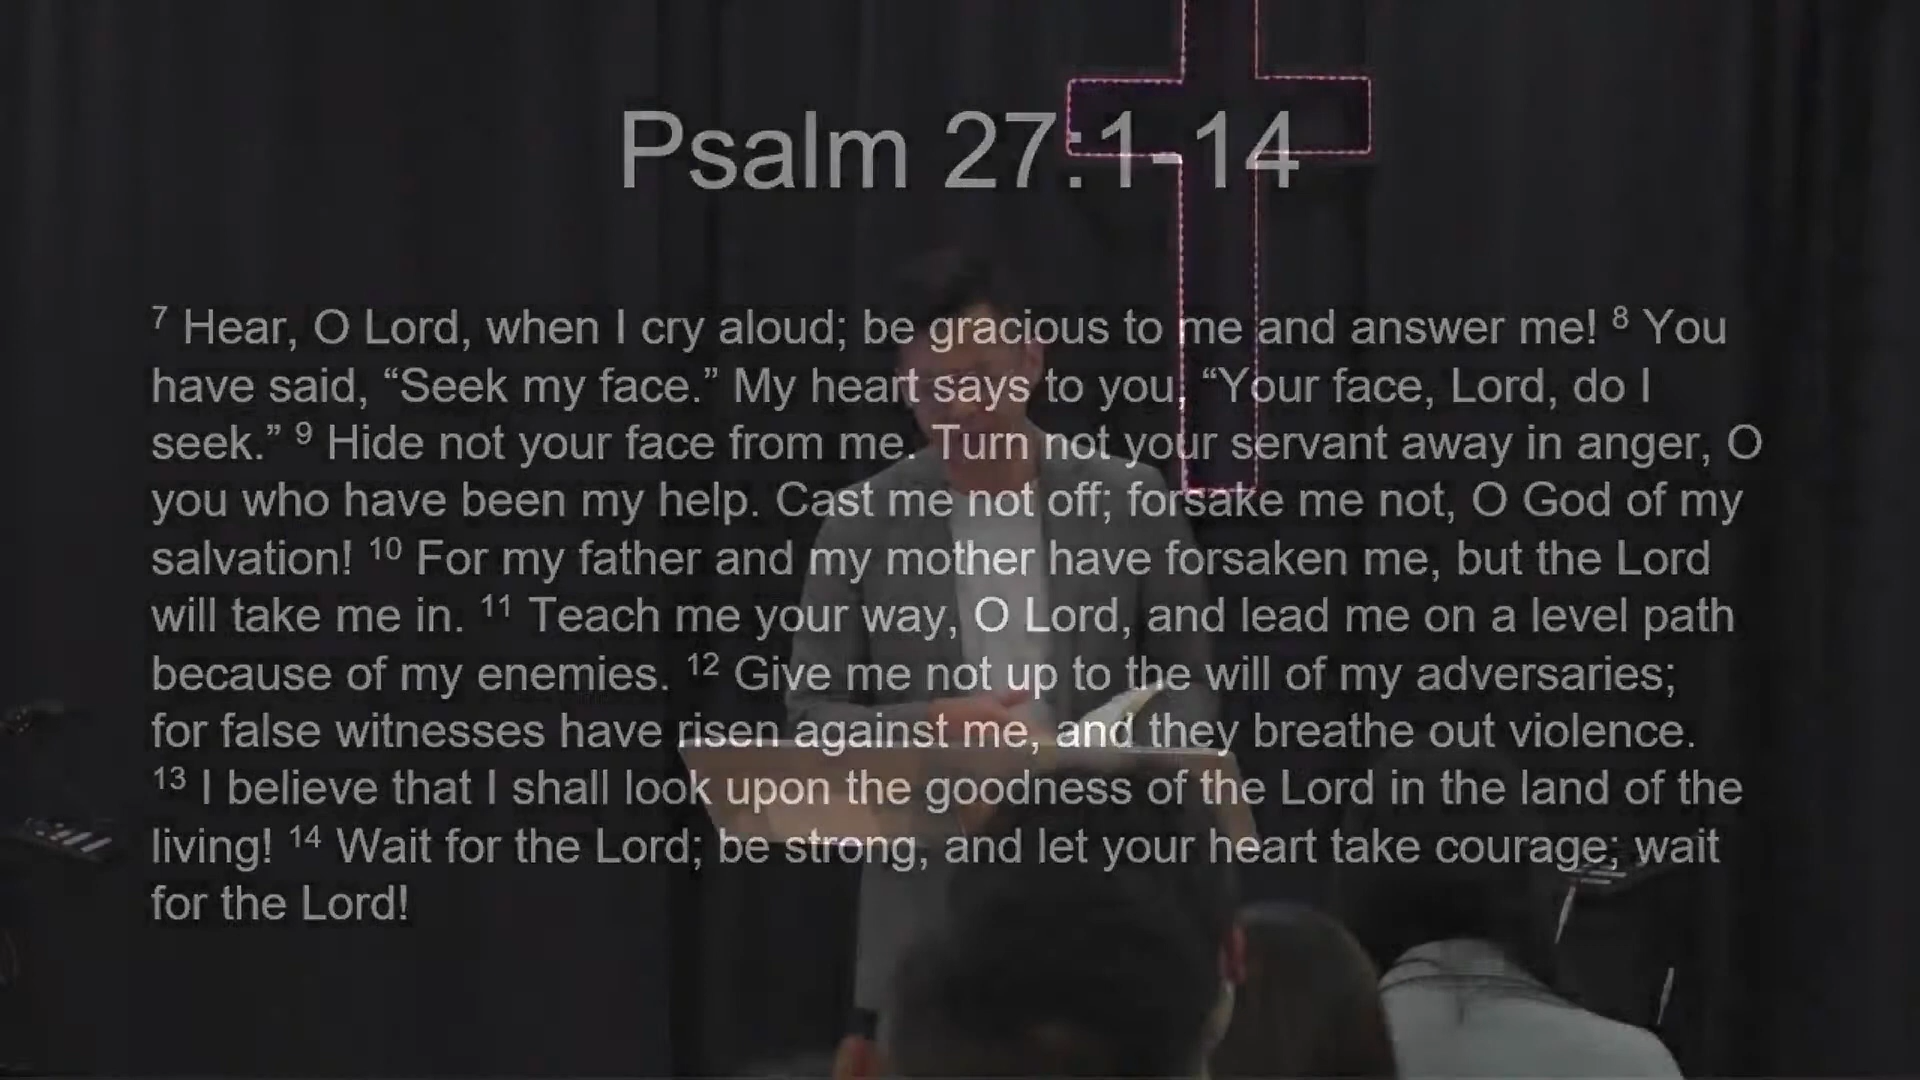 Psalm 27:1-14
7 Hear, O Lord, when I cry aloud; be gracious to me and answer me! 8 You
have said, “Seek my face.” My heart says to you, “Your face, Lord, do I
seek.” 9 Hide not your face from me. Turn not your servant away in anger, O
you who have been my help. Cast me not off; forsake me not, O God of my
salvation! 10 For my father and my mother have forsaken me, but the Lord
will take me in. 11 Teach me your way, O Lord, and lead me on a level path
because of my enemies. 12 Give me not up to the will of my adversaries;
for false witnesses have risen against me, and they breathe out violence.
13 I believe that I shall look upon the goodness of the Lord in the land of the
living! 14 Wait for the Lord; be strong, and let your heart take courage; wait
for the Lord!